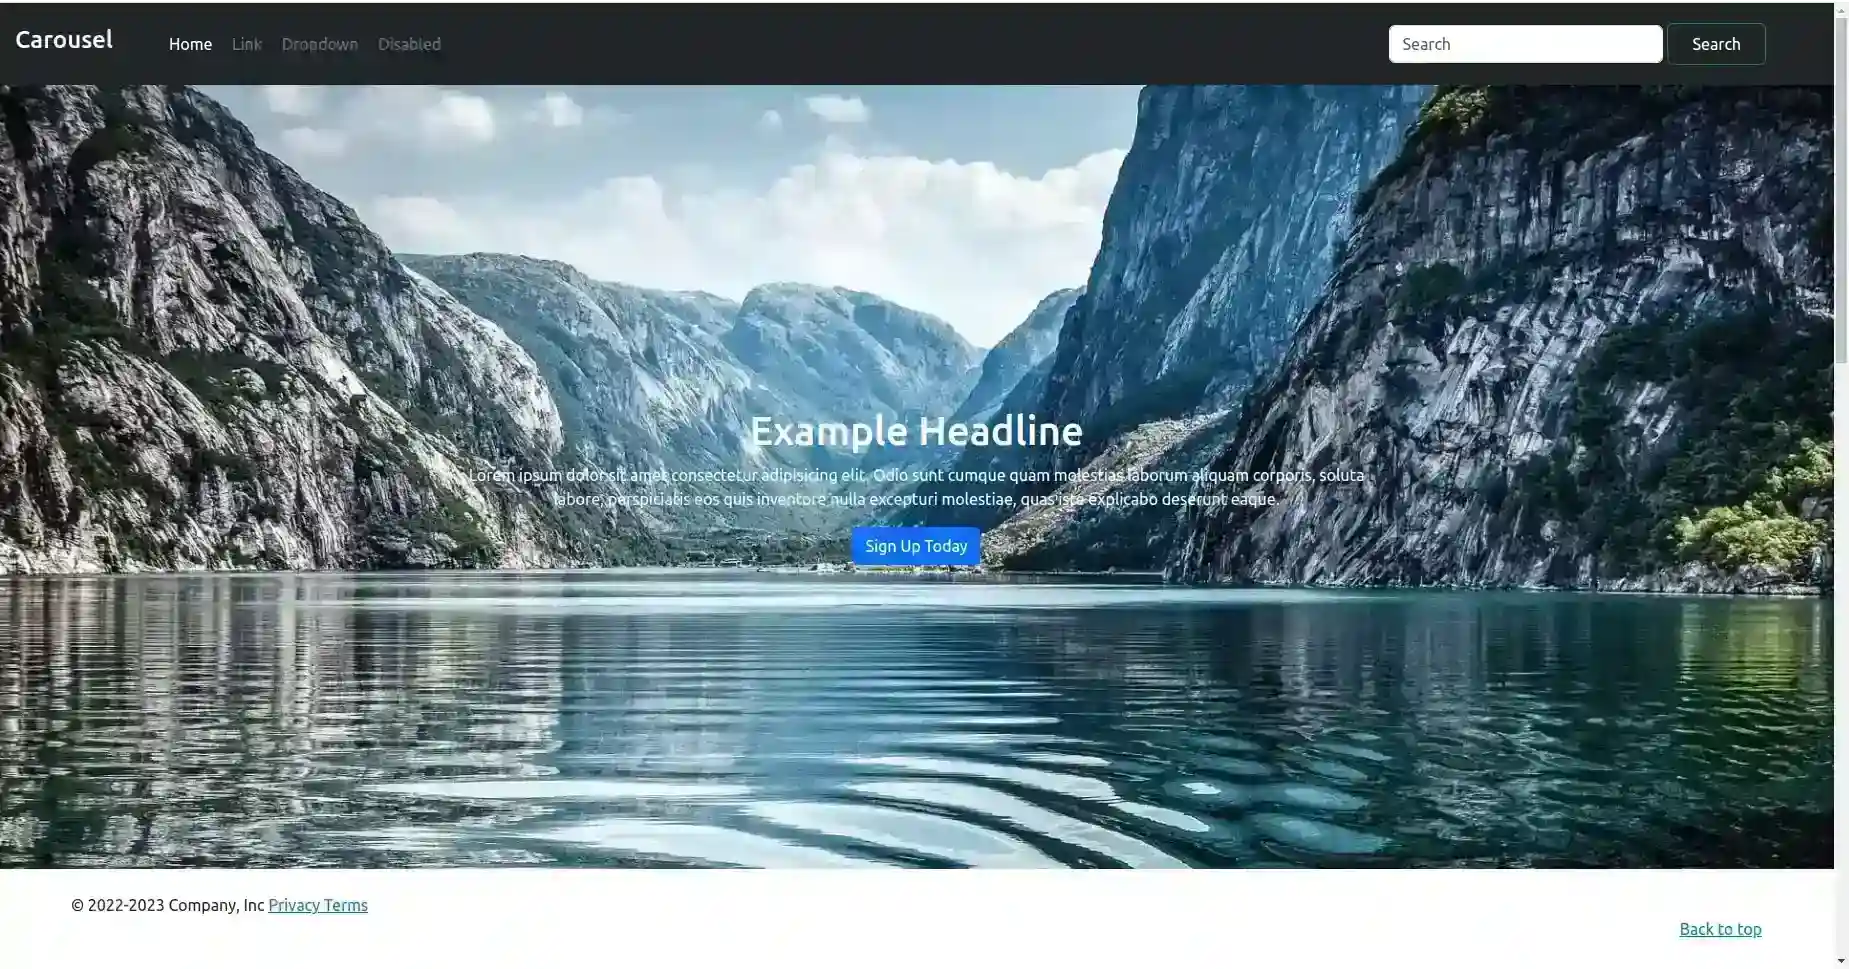 Carousel
Home Link Dropdown Disabled
Search Search
Example Headline
Lorem ipsum dolor sit amet consectetur adipisicing elit. Odio sunt cumque quam molestias laborum aliquam corporis, soluta
labore, perspiciatis eos quis inventore nulla excepturi molestiae, quas iste explicabo deserunt eaque.
Sign Up Today
© 2022-2023 Company, Inc Privacy Terms
Back to top